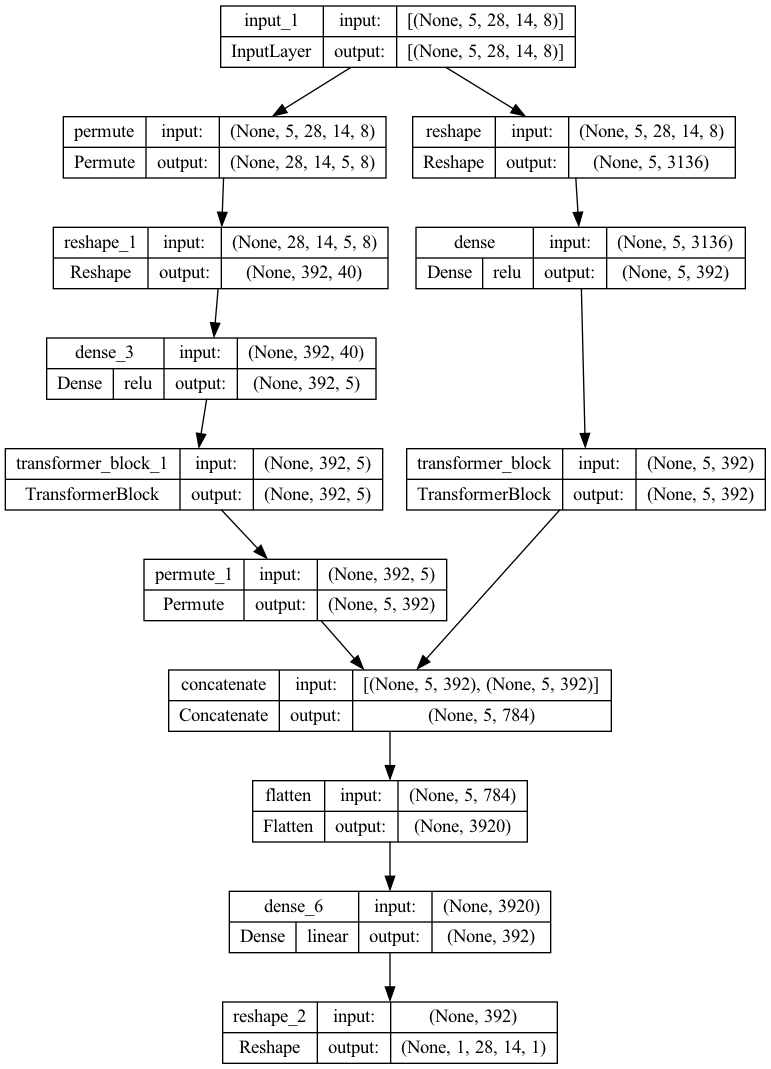 input_1 input: [(None, 5, 28, 14, 8)]
InputLayer output: [(None, 5, 28, 14, 8)]
permute input: (None, 5, 28, 14, 8)
Permute output: (None, 28, 14, 5, 8)
reshape input: (None, 5, 28, 14, 8)
Reshape output: (None, 5, 3136)
reshape_1 input: (None, 28, 14, 5, 8)
Reshape output: (None, 392, 40)
dense input: (None, 5, 3136)
Dense relu output: (None, 5, 392)
dense_3 input: (None, 392, 40)
Dense relu output: (None, 392, 5)
transformer_block_1 input: (None, 392, 5)
TransformerBlock output: (None, 392, 5)
transformer_block input: (None, 5, 392)
TransformerBlock output: (None, 5, 392)
permute_1 input: (None, 392, 5)
Permute output: (None, 5, 392)
concatenate input: [(None, 5, 392), (None, 5, 392)]
Concatenate output: (None, 5, 784)
flatten input: (None, 5, 784)
Flatten output: (None, 3920)
dense_6 input: (None, 3920)
Dense linear output: (None, 392)
reshape_2 input: (None, 392)
Reshape output: (None, 1, 28, 14, 1)